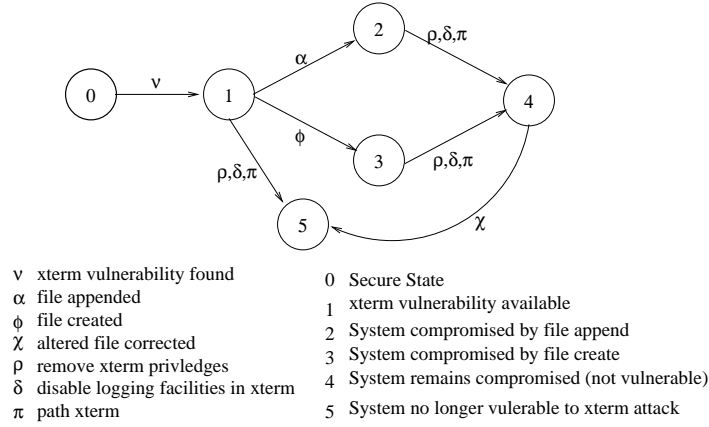 2
ρ,δ,π
α
ν
0
1
4
ϕ
3
ρ,δ,π
ρ,δ,π
5
χ
ν xterm vulnerability found
α file appended
ϕ file created
χ altered file corrected
ρ remove xterm privledges
δ disable logging facilities in xterm
π path xterm
0 Secure State
1 xterm vulnerability available
2 System compromised by file append
3 System compromised by file create
4 System remains compromised (not vulnerable)
5 System no longer vulerable to xterm attack